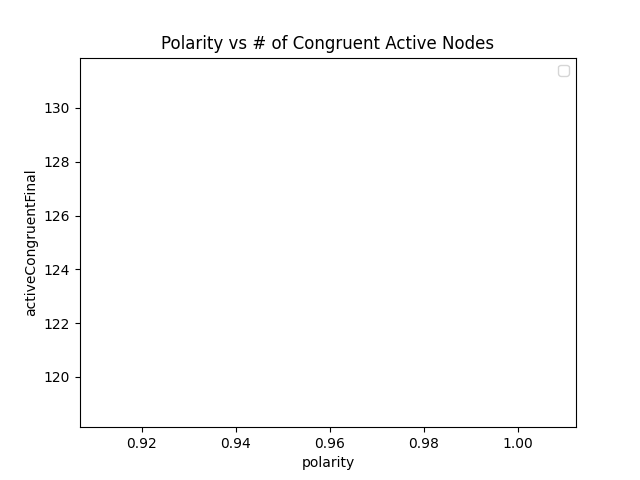 Polarity vs # of Congruent Active Nodes
130
128
126
124
122
120
activeCongruentFinal
0.92 0.94 0.96 0.98 1.00
polarity